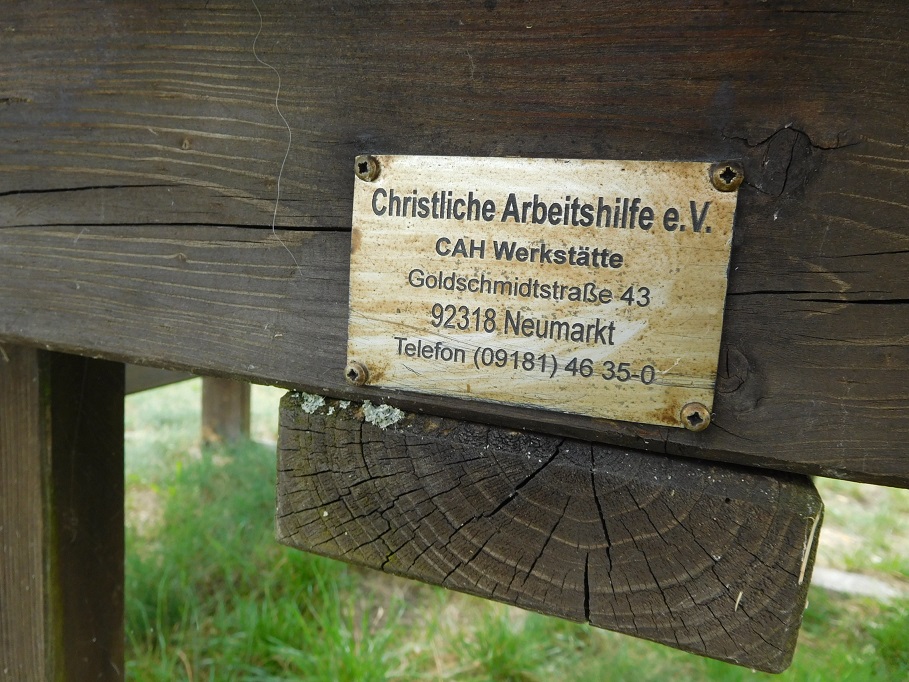 Christliche Arbeitshilfe e.V.
CAH Werkstätte
Goldschmidtstraße 43
92318 Neumarkt
Telefon (09181) 46 35-0